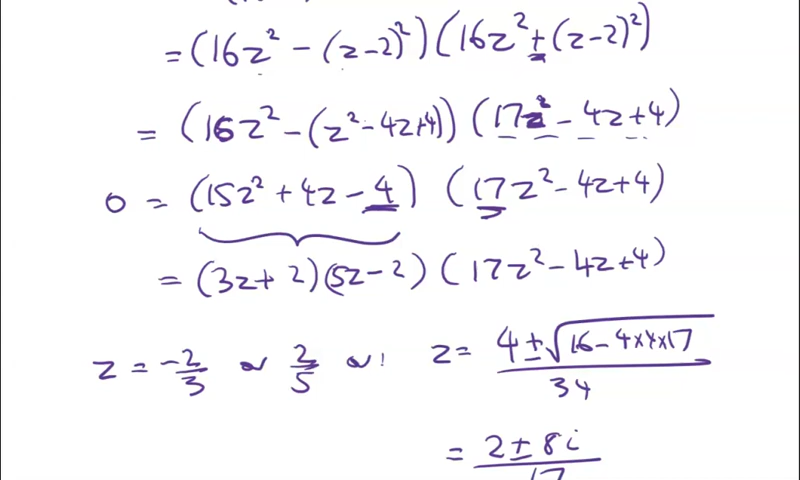 = (16z² - (z-2)²)(16z² + (z-2)²)
= (16z² - (z² - 4z+4)) (17z² - 4z+4)
0 = (15z² + 4z - 4) (17z² - 4z+4)
= (3z+2)(5z-2)(17z² - 4z+4)
z = -2/3 or 2/5 or z = (4 ± √(16 - 4×4×17))/34
= (2 ± 8i)/17